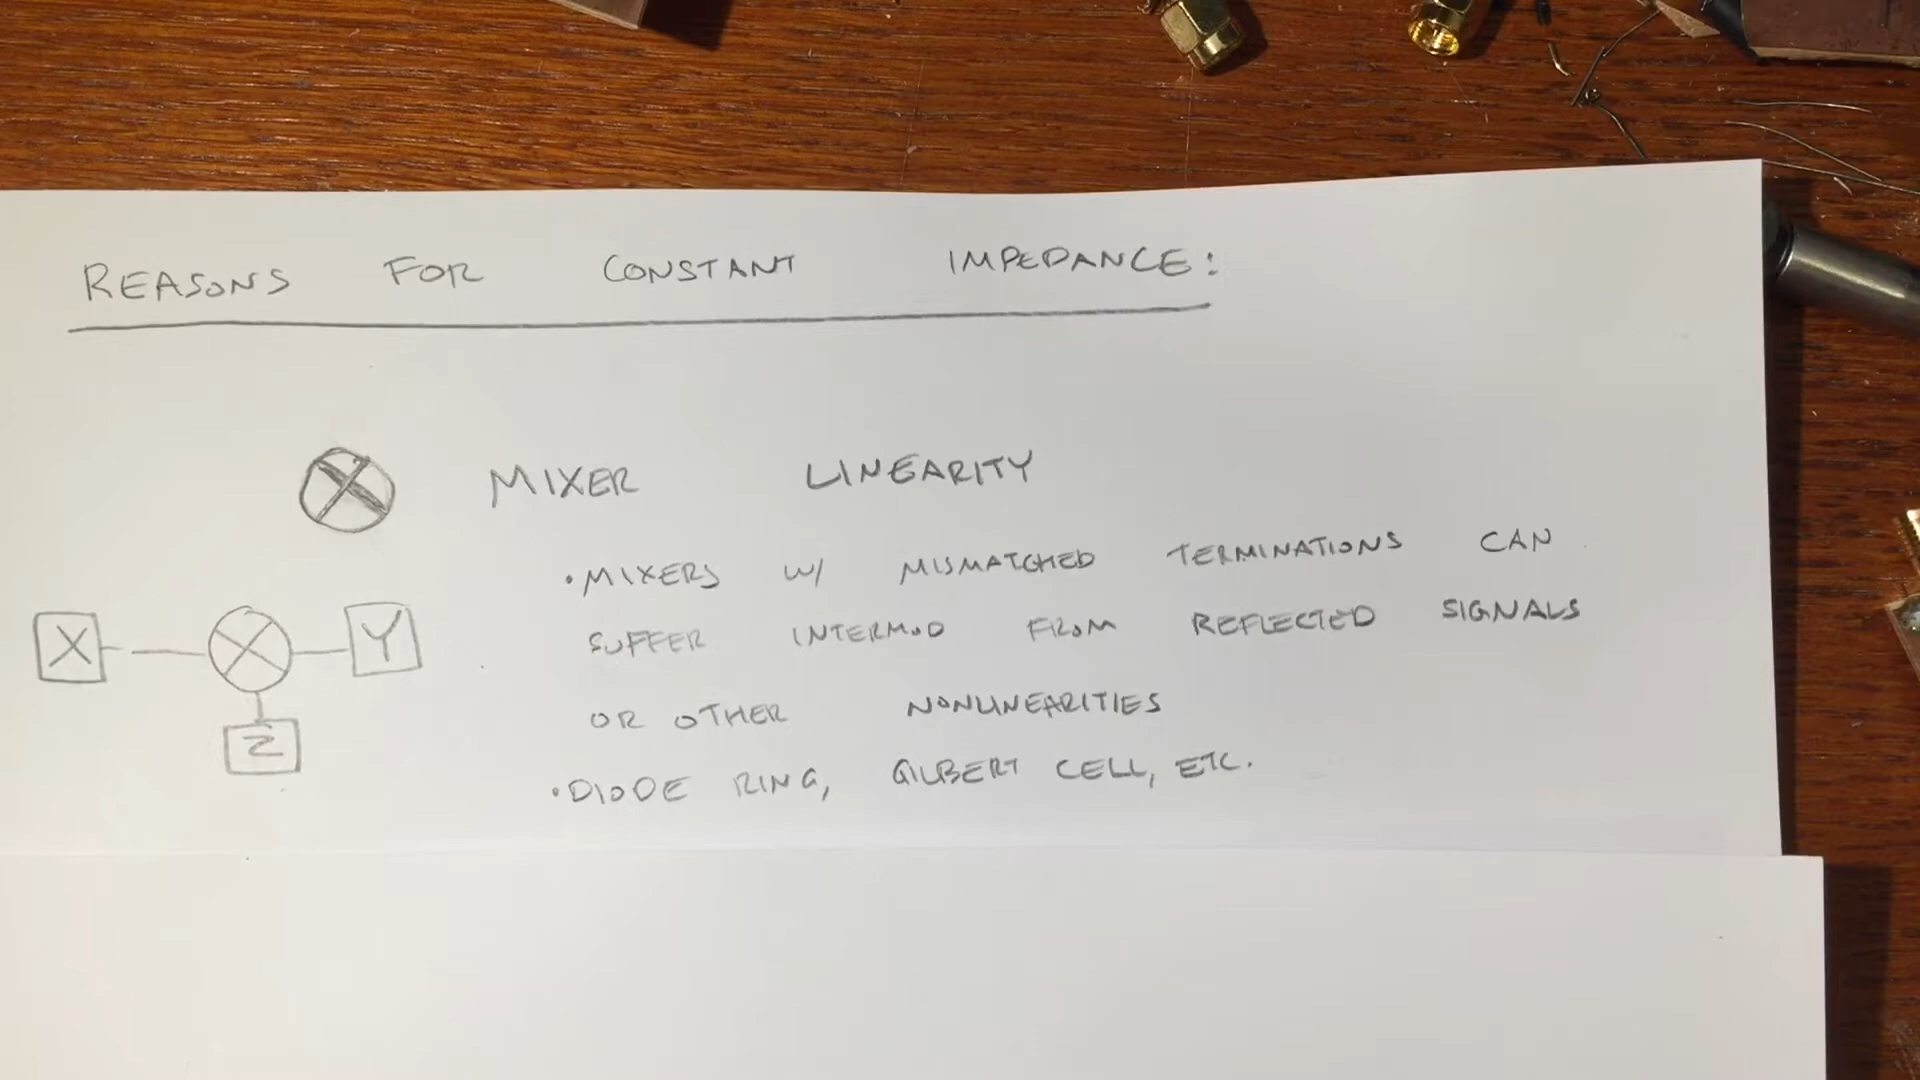 REASONS FOR CONSTANT IMPEDANCE:
MIXER LINEARITY
•MIXERS W/ MISMATCHED TERMINATIONS CAN
SUFFER INTERMOD FROM REFLECTED SIGNALS
OR OTHER NONLINEARITIES
•DIODE RING, GILBERT CELL, ETC.
X
Y
Z